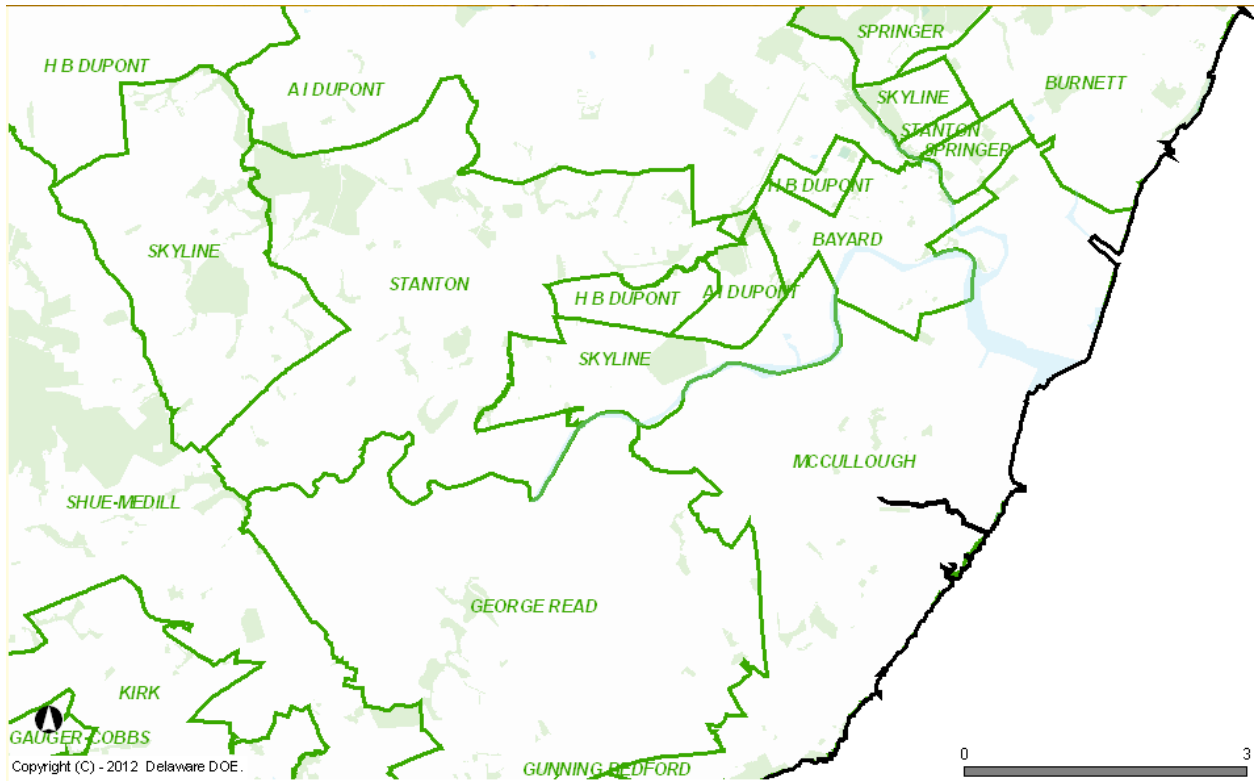 SPRINGER
H B DUPONT
A I DUPONT
BURNETT
SKYLINE
STANTON
SPRINGER
H B DUPONT
BAYARD
SKYLINE
STANTON
H B DUPONT
A I DUPONT
SKYLINE
MCCULLOUGH
SHUE-MEDILL
GEORGE READ
KIRK
GAUGER-COBBS
Copyright (C) - 2012 Delaware DOE.
GUNNING BEDFORD
0 3